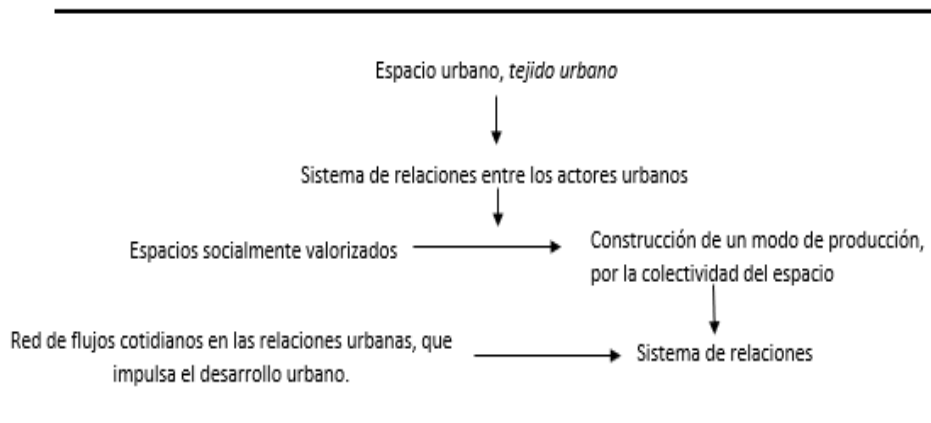 Espacio urbano, tejido urbano
Sistema de relaciones entre los actores urbanos
Espacios socialmente valorizados
Construcción de un modo de producción,
por la colectividad del espacio
Red de flujos cotidianos en las relaciones urbanas, que
impulsa el desarrollo urbano.
Sistema de relaciones